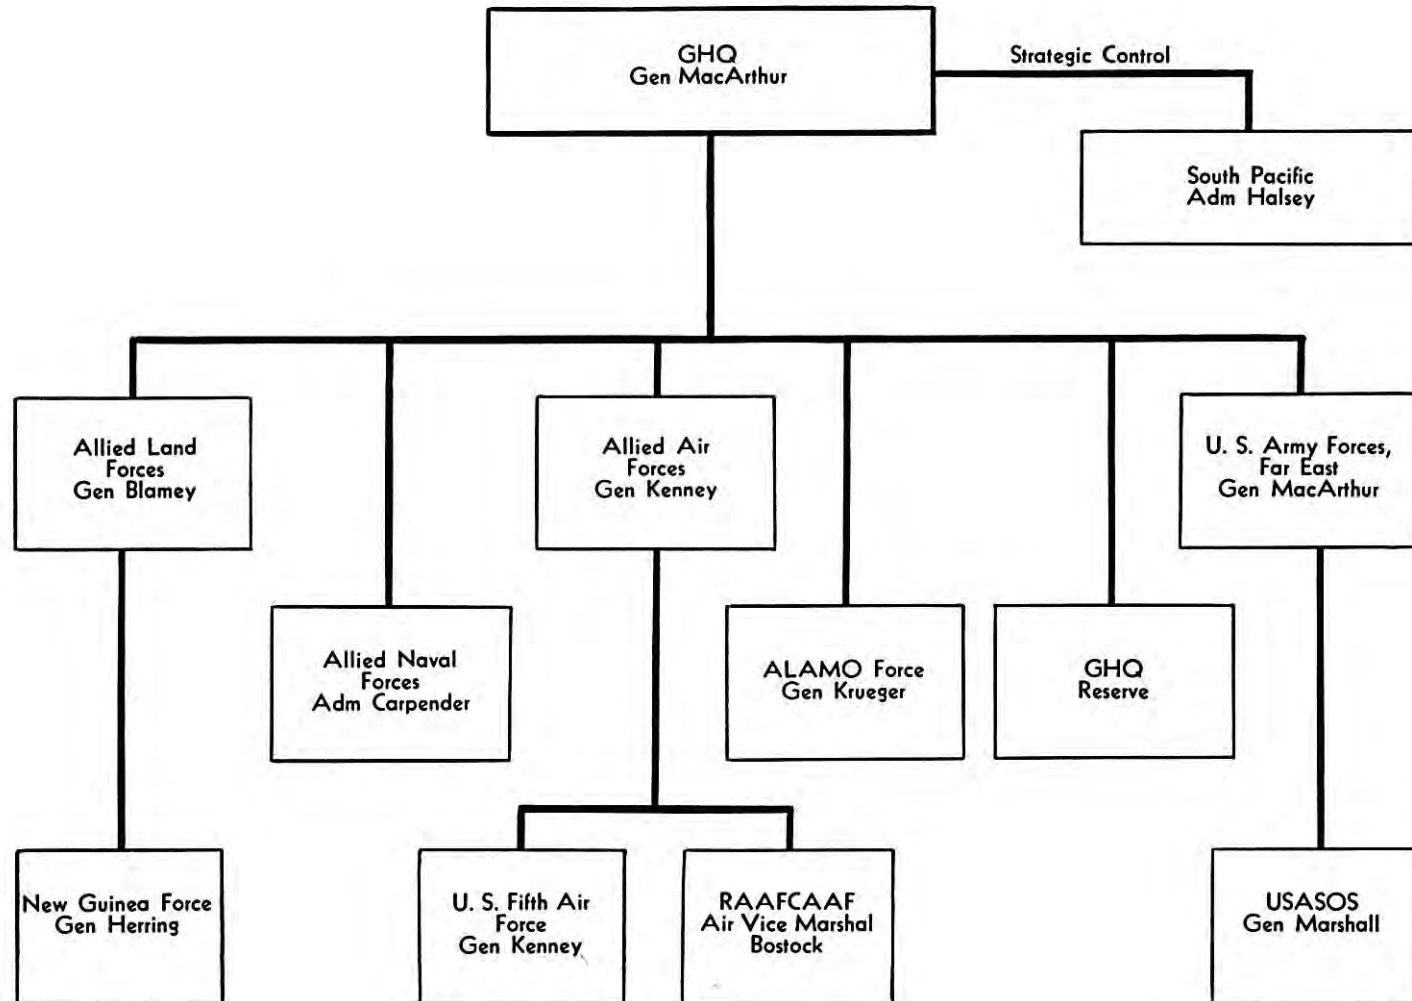 GHQ
Gen MacArthur
Strategic Control
South Pacific
Adm Halsey
Allied Land
Forces
Gen Blamey
Allied Air
Forces
Gen Kenney
U. S. Army Forces,
Far East
Gen MacArthur
Allied Naval
Forces
Adm Carpender
ALAMO Force
Gen Krueger
GHQ
Reserve
New Guinea Force
Gen Herring
U. S. Fifth Air
Force
Gen Kenney
RAAFCAAF
Air Vice Marshal
Bostock
USASOS
Gen Marshall